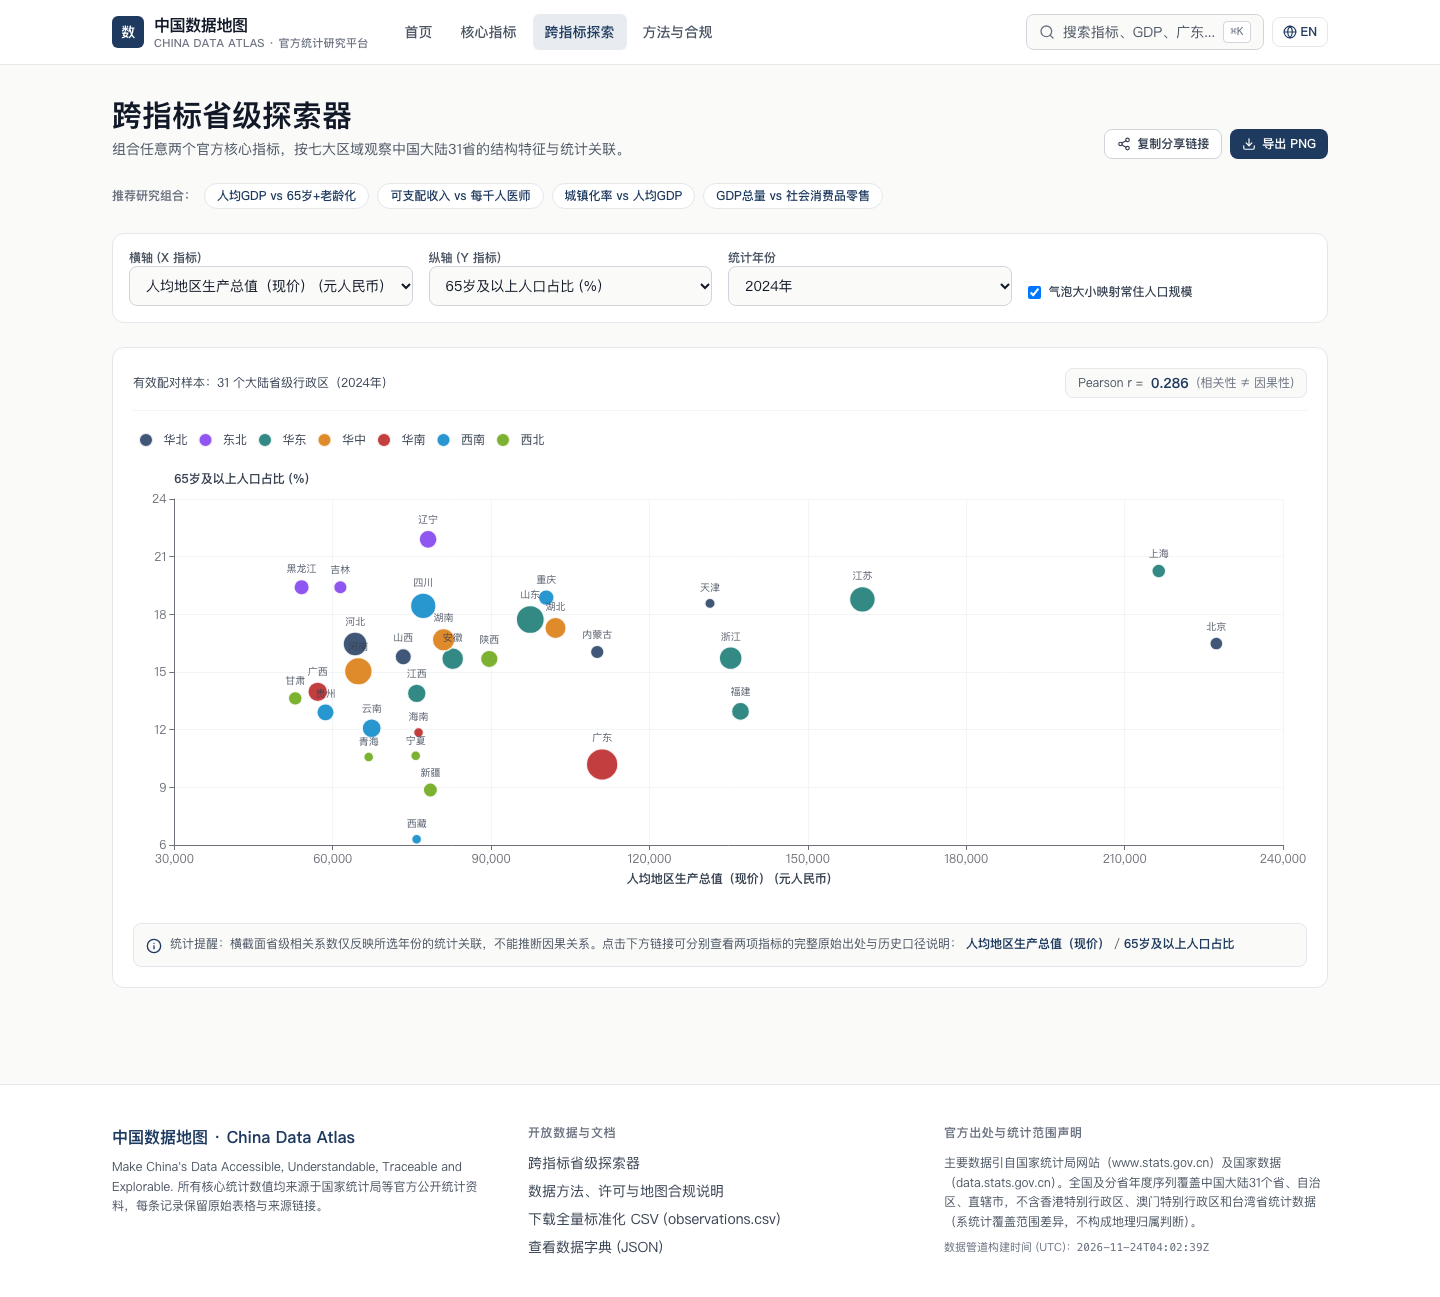 数
中国数据地图
CHINA DATA ATLAS · 官方统计研究平台
首页
核心指标
跨指标探索
方法与合规
搜索指标、GDP、广东...
⌘K
EN
跨指标省级探索器
组合任意两个官方核心指标，按七大区域观察中国大陆31省的结构特征与统计关联。
复制分享链接
导出 PNG
推荐研究组合：
人均GDP vs 65岁+老龄化
可支配收入 vs 每千人医师
城镇化率 vs 人均GDP
GDP总量 vs 社会消费品零售
横轴 (X 指标)
人均地区生产总值（现价） (元人民币)
纵轴 (Y 指标)
65岁及以上人口占比 (%)
统计年份
2024年
气泡大小映射常住人口规模
有效配对样本：31 个大陆省级行政区（2024年）
Pearson r = 0.286 (相关性 ≠ 因果性)
华北
东北
华东
华中
华南
西南
西北
65岁及以上人口占比 (%)
24
21
18
15
12
9
6
辽宁
上海
黑龙江
吉林
四川
重庆
江苏
天津
山东
湖北
湖南
河北
北京
山西
安徽
陕西
内蒙古
浙江
河南
广西
江西
甘肃
贵州
福建
云南
海南
青海
宁夏
广东
新疆
西藏
30,000
60,000
90,000
120,000
150,000
180,000
210,000
240,000
人均地区生产总值（现价） (元人民币)
统计提醒：横截面省级相关系数仅反映所选年份的统计关联，不能推断因果关系。点击下方链接可分别查看两项指标的完整原始出处与历史口径说明： 人均地区生产总值（现价） / 65岁及以上人口占比
中国数据地图 · China Data Atlas
Make China's Data Accessible, Understandable, Traceable and
Explorable. 所有核心统计数值均来源于国家统计局等官方公开统计资
料，每条记录保留原始表格与来源链接。
开放数据与文档
跨指标省级探索器
数据方法、许可与地图合规说明
下载全量标准化 CSV (observations.csv)
查看数据字典 (JSON)
官方出处与统计范围声明
主要数据引自国家统计局网站（www.stats.gov.cn）及国家数据
（data.stats.gov.cn）。全国及分省年度序列覆盖中国大陆31个省、自治
区、直辖市，不含香港特别行政区、澳门特别行政区和台湾省统计数据
（系统计覆盖范围差异，不构成地理归属判断）。
数据管道构建时间 (UTC)：2026-11-24T04:02:39Z